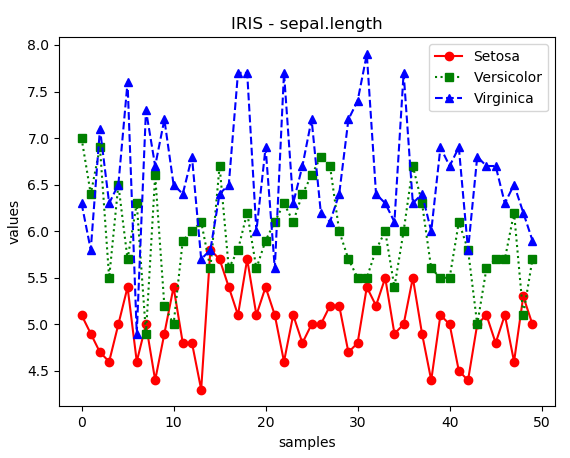 IRIS - sepal.length
8.0
7.5
7.0
6.5
6.0
5.5
5.0
4.5
values
Setosa
Versicolor
Virginica
0 10 20 30 40 50
samples